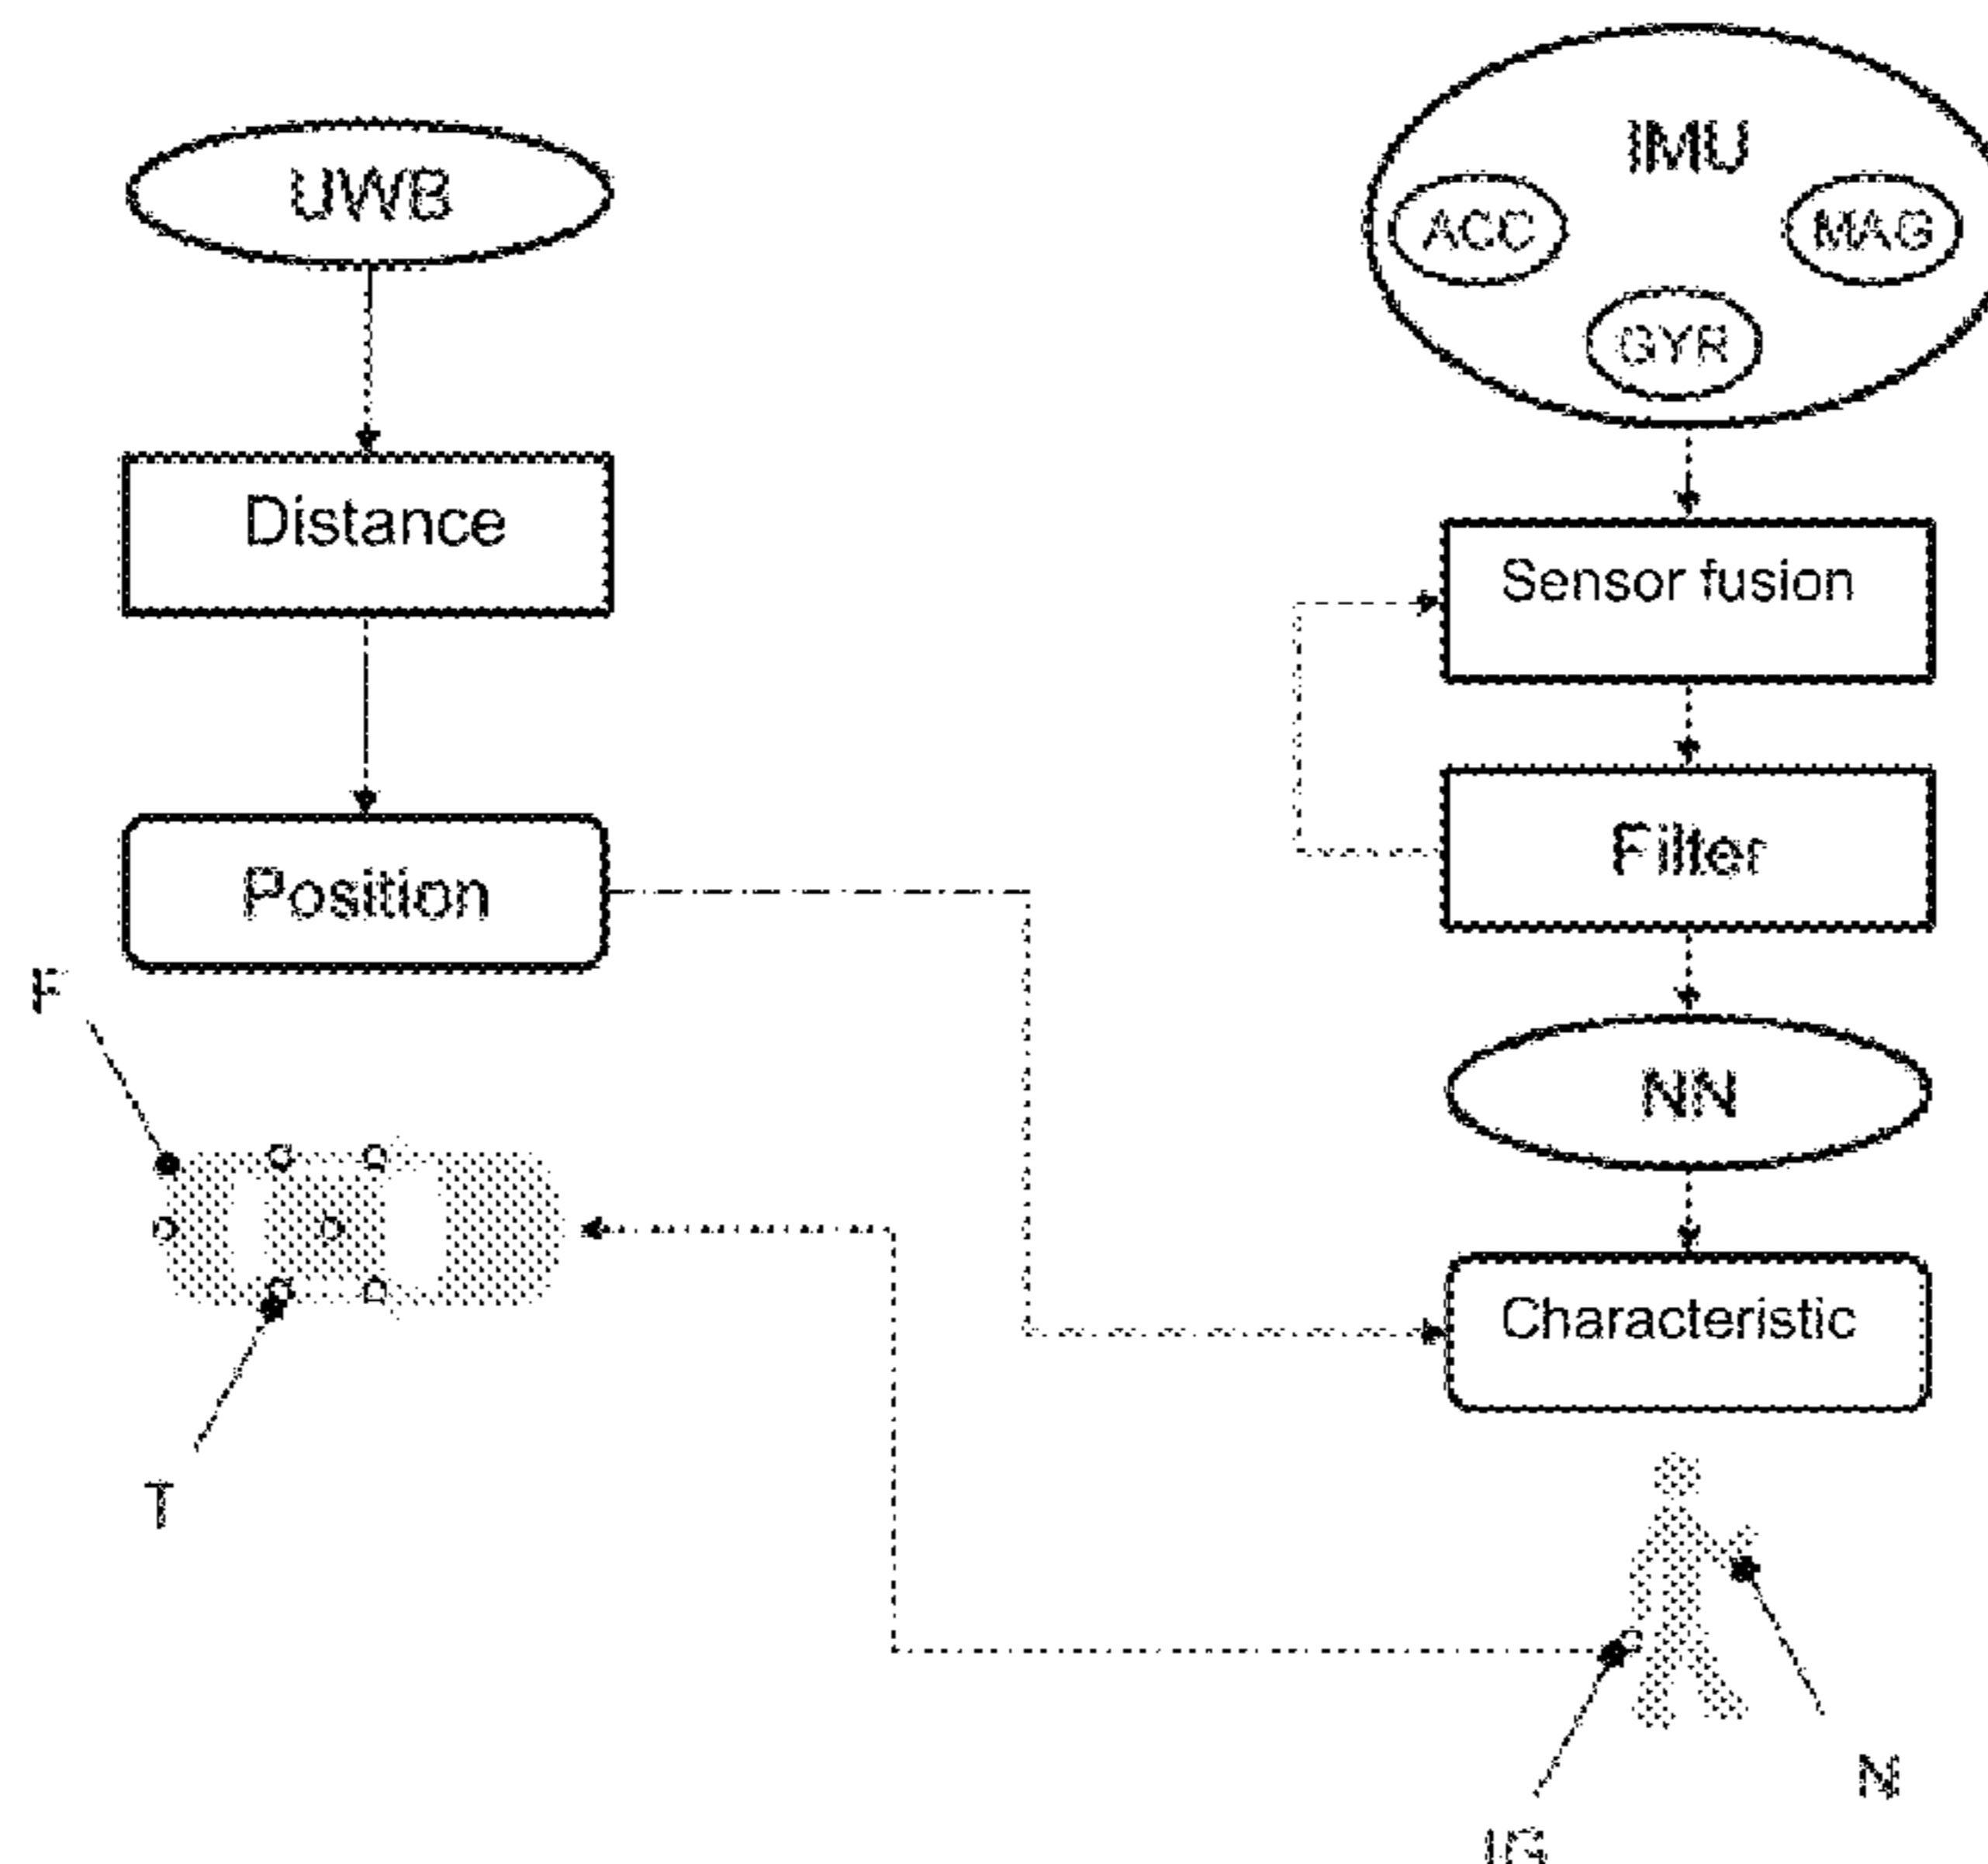 UWB
Distance
Position
F
T
IMU
ACC
MAG
GYR
Sensor fusion
Filter
NN
Characteristic
N
IG